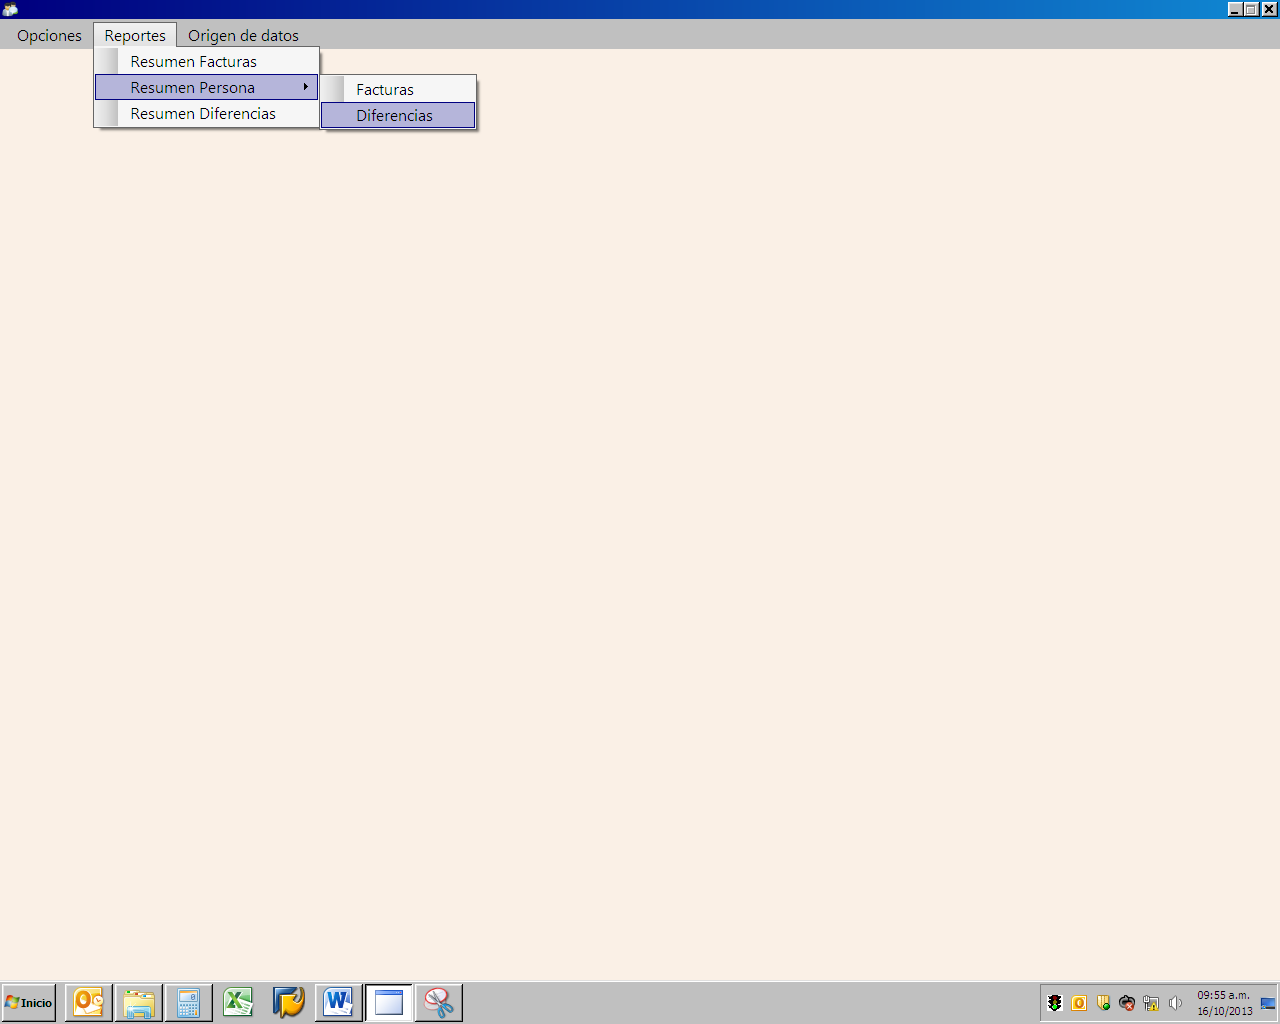 Opciones Reportes Origen de datos
Resumen Facturas
Resumen Persona
Resumen Diferencias
Facturas
Diferencias
Inicio
09:55 a.m.
16/10/2013